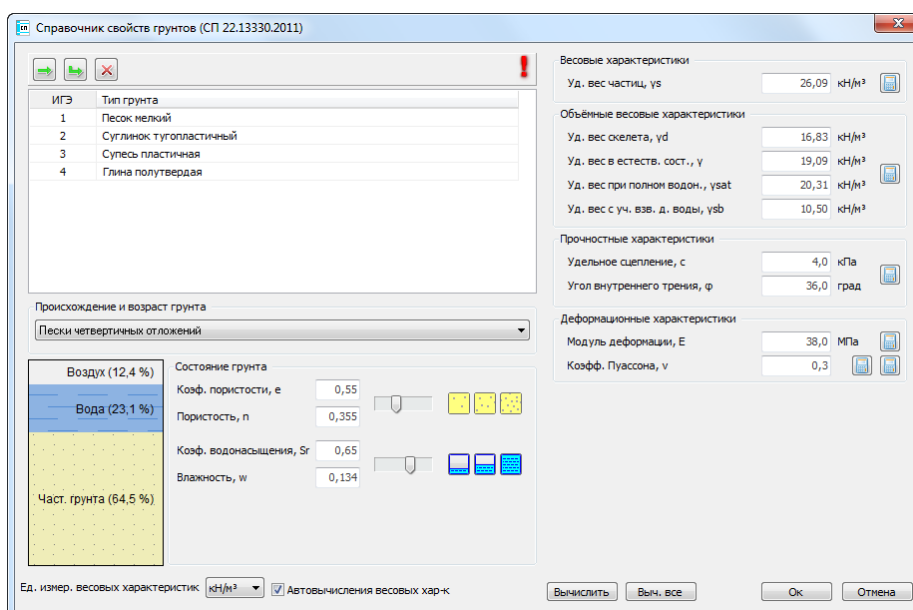 Справочник свойств грунтов (СП 22.13330.2011)
ИГЭ Тип грунта
1 Песок мелкий
2 Суглинок тугопластичный
3 Супесь пластичная
4 Глина полутвердая
Происхождение и возраст грунта
Пески четвертичных отложений
Воздух (12,4 %)
Вода (23,1 %)
Част. грунта (64,5 %)
Состояние грунта
Коэф. пористости, e 0,55
Пористость, n 0,355
Коэф. водонасыщения, Sr 0,65
Влажность, w 0,134
Весовые характеристики
Уд. вес частиц, γs 26,09 кН/м³
Объёмные весовые характеристики
Уд. вес скелета, γd 16,83 кН/м³
Уд. вес в естеств. сост., γ 19,09 кН/м³
Уд. вес при полном водон., γsat 20,31 кН/м³
Уд. вес с уч. взв. д. воды, γsb 10,50 кН/м³
Прочностные характеристики
Удельное сцепление, c 4,0 кПа
Угол внутреннего трения, φ 36,0 град
Деформационные характеристики
Модуль деформации, E 38,0 МПа
Коэфф. Пуассона, ν 0,3
Ед. измер. весовых характеристик кН/м³ Автовычисления весовых хар-к
Вычислить Выч. все Ок Отмена